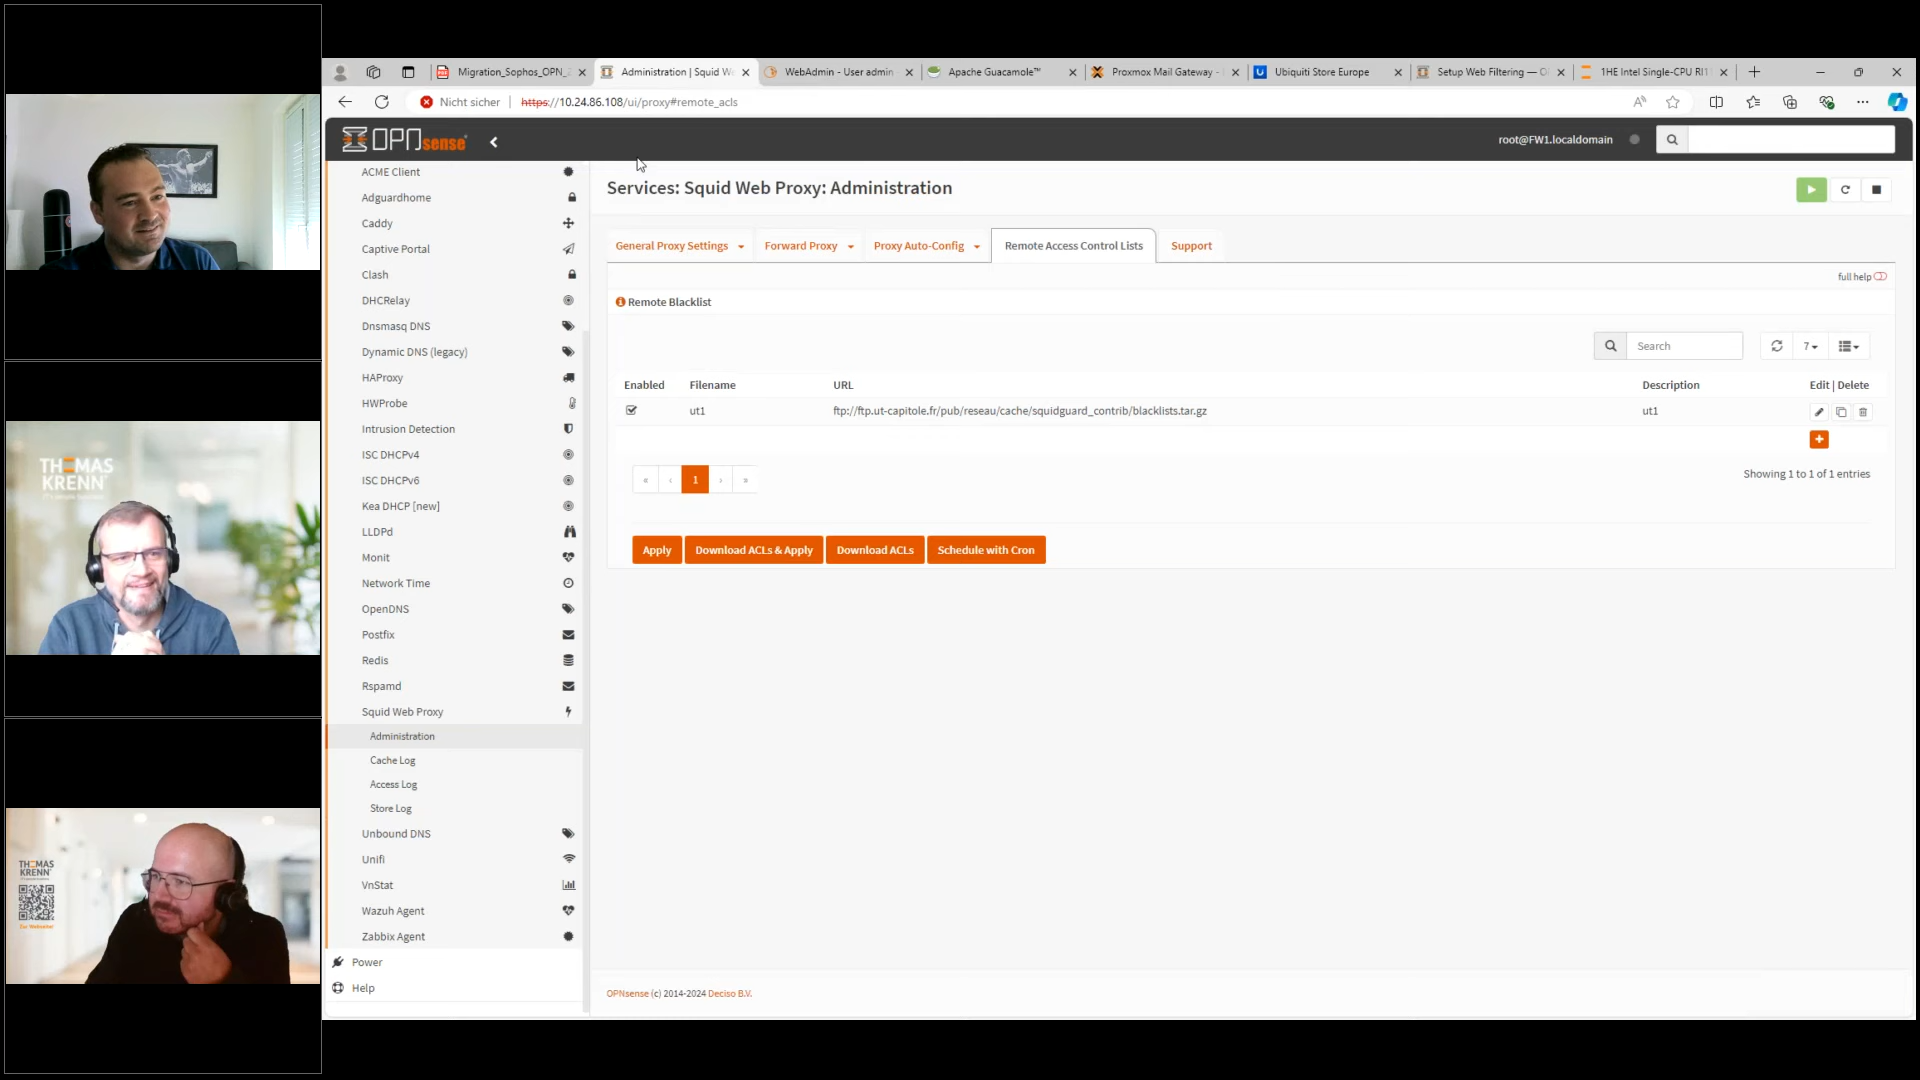 THOMAS
KRENN
THOMAS
KRENN
Migration_Sophos_OPN_
Administration | Squid We
WebAdmin - User admin
Apache Guacamole™
Proxmox Mail Gateway -
Ubiquiti Store Europe
Setup Web Filtering — O
1HE Intel Single-CPU RI1
Nicht sicher
https://10.24.86.108/ui/proxy#remote_acls
OPNsense
root@FW1.localdomain
ACME Client
Adguardhome
Caddy
Captive Portal
Clash
DHCRelay
Dnsmasq DNS
Dynamic DNS (legacy)
HAProxy
HWProbe
Intrusion Detection
ISC DHCPv4
ISC DHCPv6
Kea DHCP [new]
LLDPd
Monit
Network Time
OpenDNS
Postfix
Redis
Rspamd
Squid Web Proxy
Administration
Cache Log
Access Log
Store Log
Unbound DNS
Unifi
VnStat
Wazuh Agent
Zabbix Agent
Power
Help
Services: Squid Web Proxy: Administration
General Proxy Settings
Forward Proxy
Proxy Auto-Config
Remote Access Control Lists
Support
full help
Remote Blacklist
Search
7
Enabled Filename URL Description Edit | Delete
ut1 ftp://ftp.ut-capitole.fr/pub/reseau/cache/squidguard_contrib/blacklists.tar.gz ut1
« ‹ 1 › »
Showing 1 to 1 of 1 entries
Apply
Download ACLs & Apply
Download ACLs
Schedule with Cron
OPNsense (c) 2014-2024 Deciso B.V.